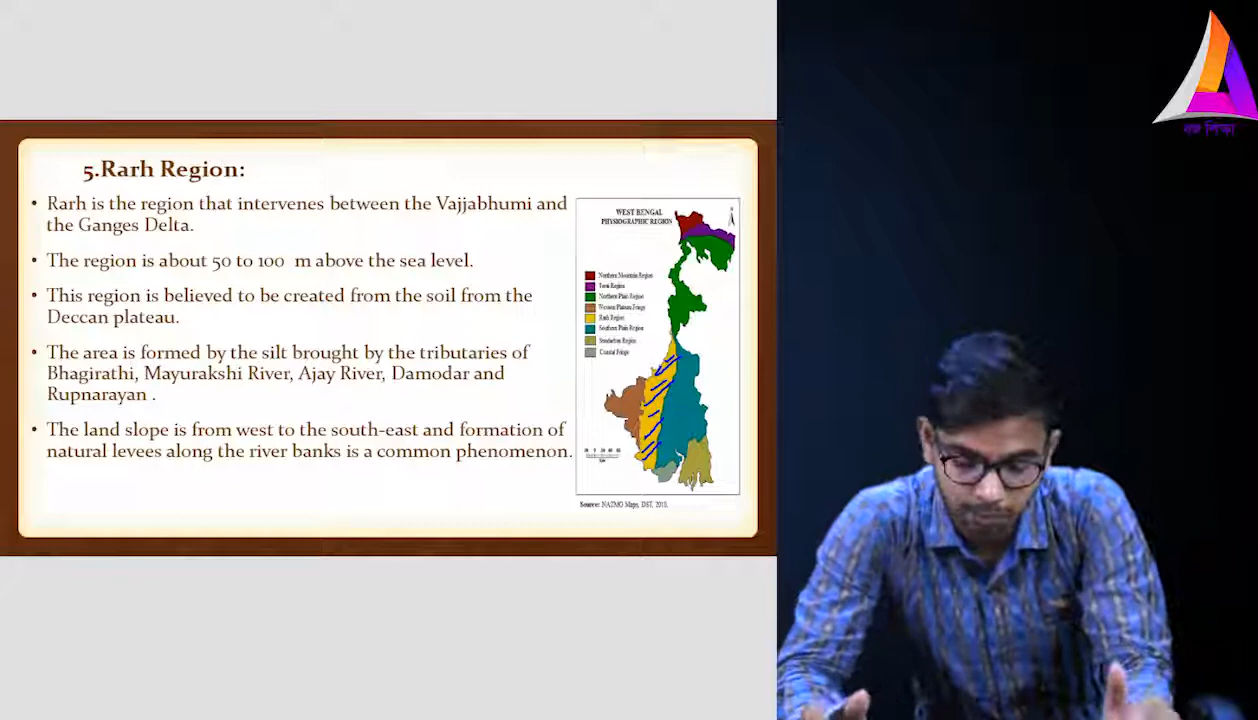 5.Rarh Region:
• Rarh is the region that intervenes between the Vajjabhumi and
the Ganges Delta.
• The region is about 50 to 100 m above the sea level.
• This region is believed to be created from the soil from the
Deccan plateau.
• The area is formed by the silt brought by the tributaries of
Bhagirathi, Mayurakshi River, Ajay River, Damodar and
Rupnarayan .
• The land slope is from west to the south-east and formation of
natural levees along the river banks is a common phenomenon.
WEST BENGAL
PHYSIOGRAPHIC REGION
N
Northern Mountain Region
Terai Region
Northern Plain Region
Western Plateau Fringe
Rarh Region
Southern Plain Region
Sundarban Region
Coastal Fringe
Source: NATMO Maps, DST,